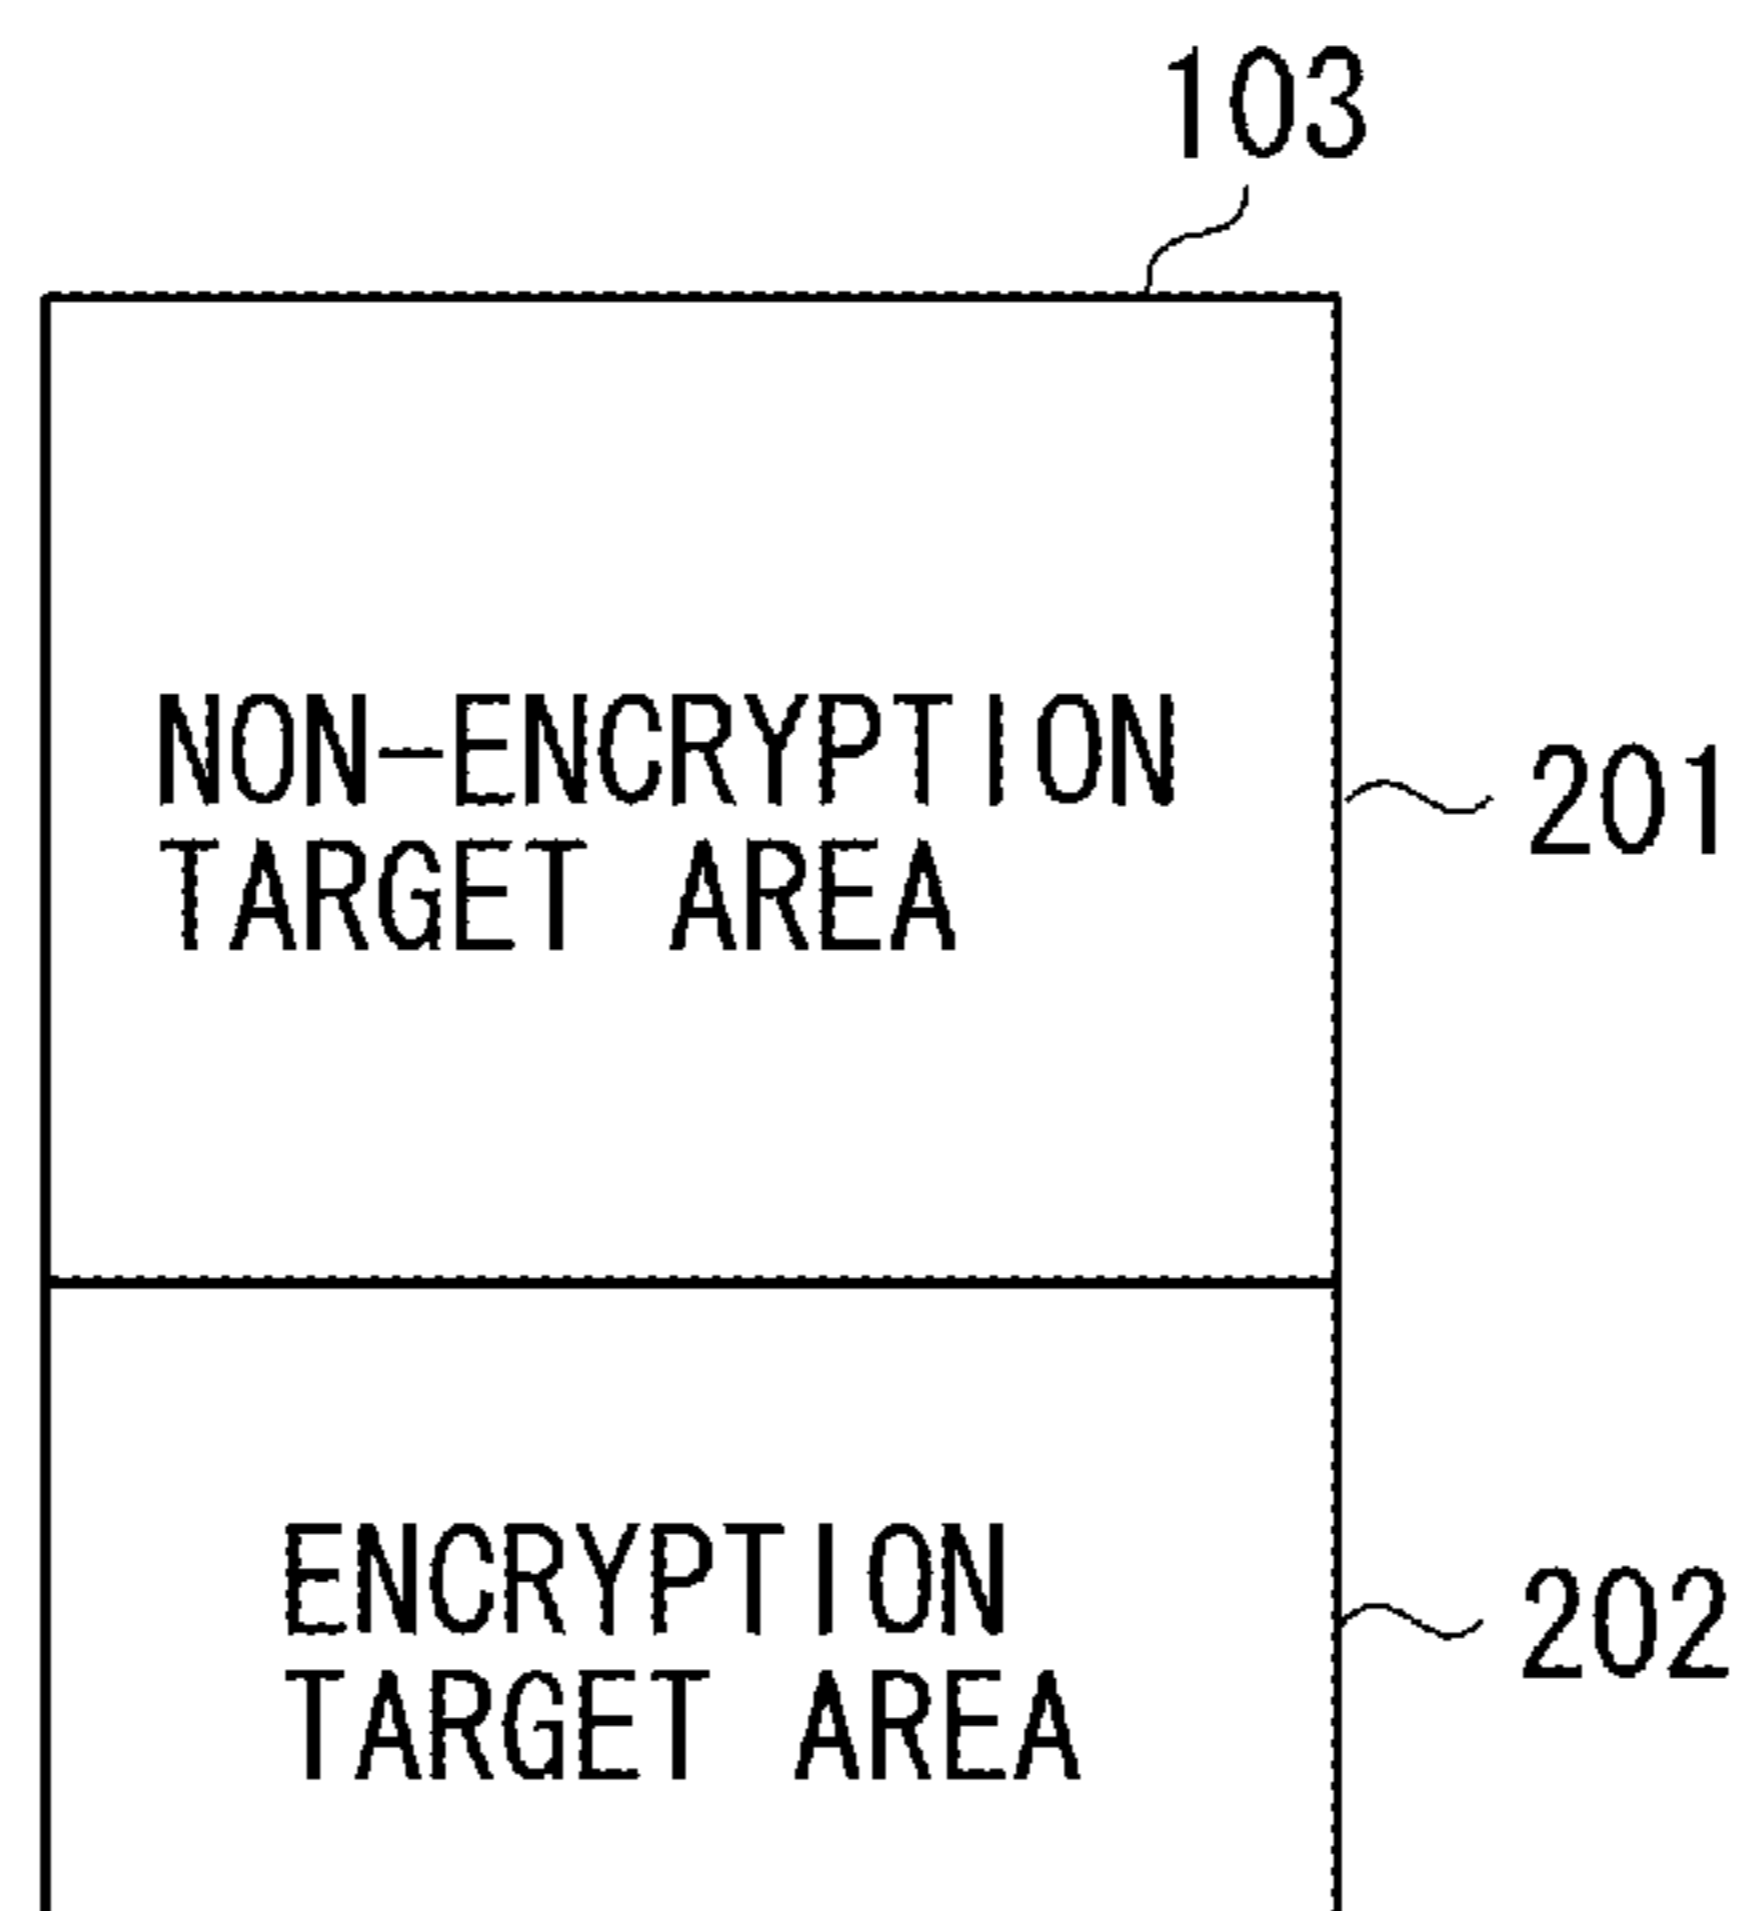 103
NON-ENCRYPTION
TARGET AREA
201
ENCRYPTION
TARGET AREA
202